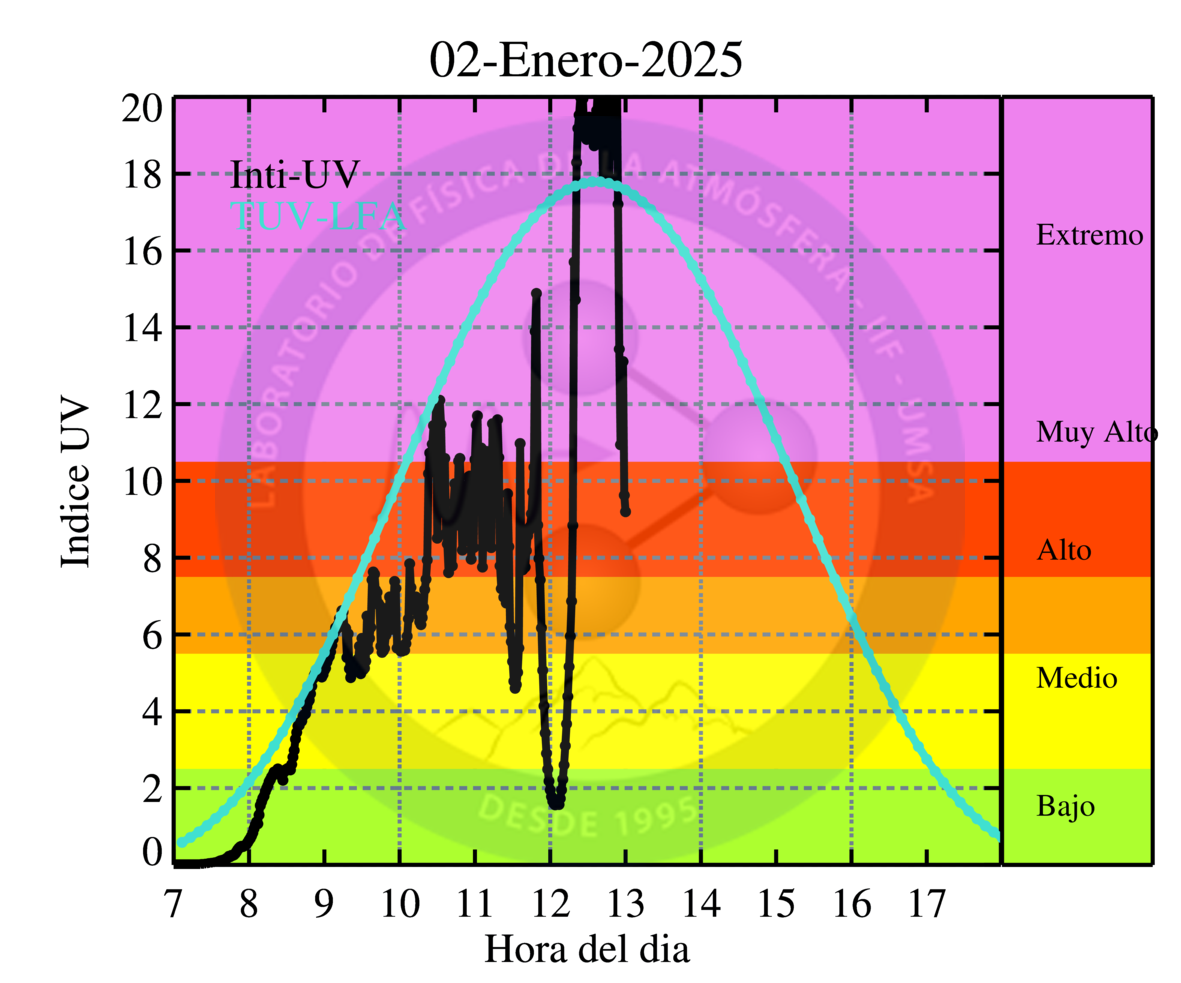 02-Enero-2025
20
18
16
14
12
10
8
6
4
2
0
Indice UV
Inti-UV
TUV-LFA
LABORATORIO DE FÍSICA DE LA ATMÓSFERA - IIF - UMSA
DESDE 1995
Extremo
Muy Alto
Alto
Medio
Bajo
7 8 9 10 11 12 13 14 15 16 17
Hora del dia